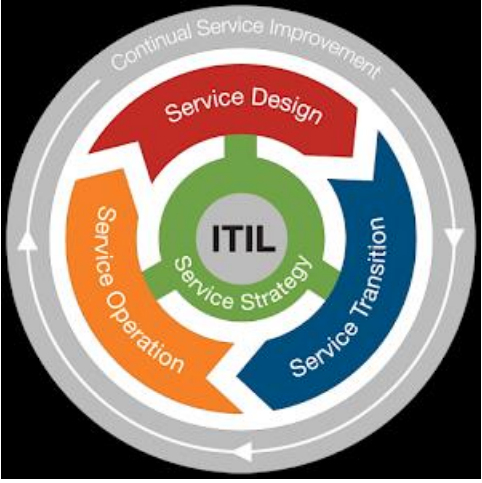 Continual Service Improvement
Service Design
Service Transition
Service Operation
ITIL
Service Strategy